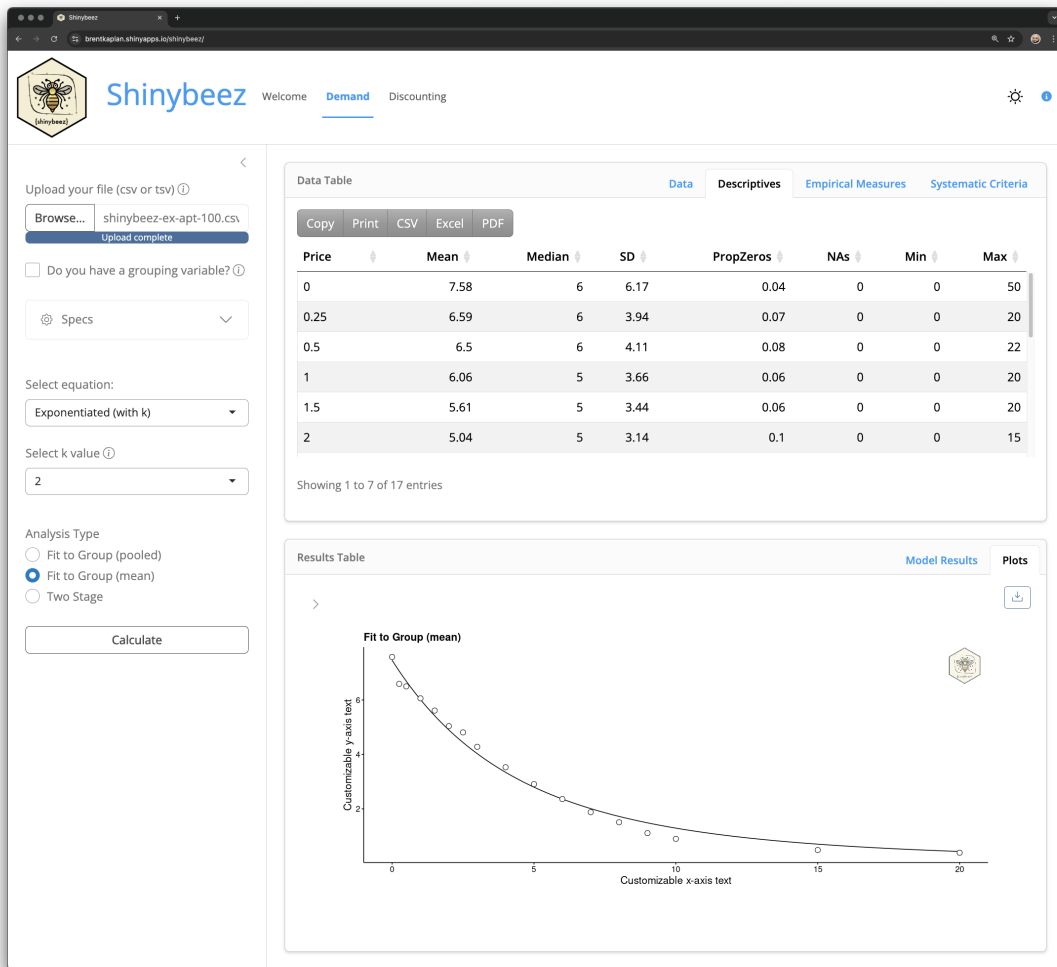 Shinybeez
brentkaplan.shinyapps.io/shinybeez/
{shinybeez}
Shinybeez
Welcome Demand Discounting
Upload your file (csv or tsv)
Browse... shinybeez-ex-apt-100.csv
Upload complete
Do you have a grouping variable?
Specs
Select equation:
Exponentiated (with k)
Select k value
2
Analysis Type
Fit to Group (pooled)
Fit to Group (mean)
Two Stage
Calculate
Data Table Data Descriptives Empirical Measures Systematic Criteria
Copy Print CSV Excel PDF
Price Mean Median SD PropZeros NAs Min Max
0 7.58 6 6.17 0.04 0 0 50
0.25 6.59 6 3.94 0.07 0 0 20
0.5 6.5 6 4.11 0.08 0 0 22
1 6.06 5 3.66 0.06 0 0 20
1.5 5.61 5 3.44 0.06 0 0 20
2 5.04 5 3.14 0.1 0 0 15
Showing 1 to 7 of 17 entries
Results Table Model Results Plots
Fit to Group (mean)
Customizable y-axis text
6
4
2
0 5 10 15 20
Customizable x-axis text